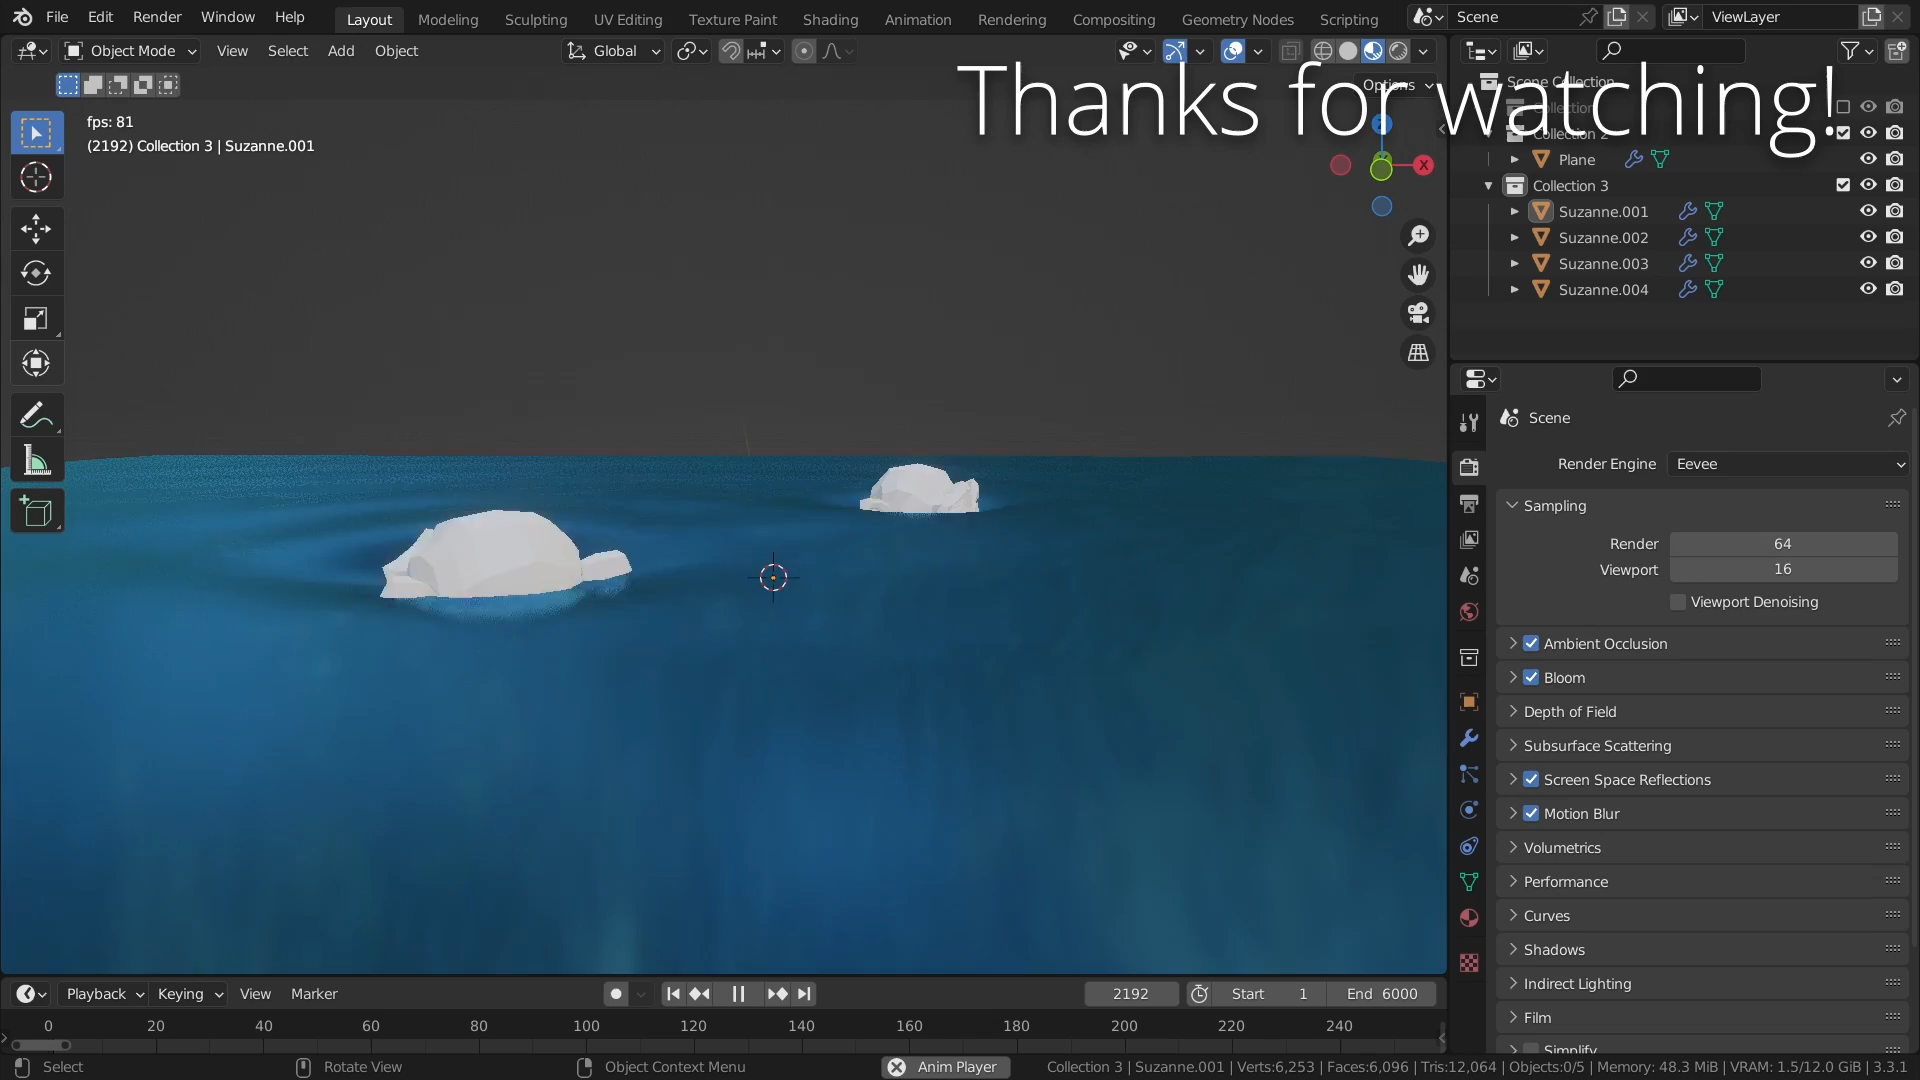 File Edit Render Window Help
Layout Modeling Sculpting UV Editing Texture Paint Shading Animation Rendering Compositing Geometry Nodes Scripting
Scene
ViewLayer
Object Mode View Select Add Object
Global
Options
Thanks for watching!
fps: 81
(2192) Collection 3 | Suzanne.001
X
Scene Collection
Collection
Collection 2
Plane
Collection 3
Suzanne.001
Suzanne.002
Suzanne.003
Suzanne.004
Scene
Render Engine Eevee
Sampling
Render 64
Viewport 16
Viewport Denoising
Ambient Occlusion
Bloom
Depth of Field
Subsurface Scattering
Screen Space Reflections
Motion Blur
Volumetrics
Performance
Curves
Shadows
Indirect Lighting
Film
Simplify
Playback Keying View Marker
2192 Start 1 End 6000
0 20 40 60 80 100 120 140 160 180 200 220 240
Select Rotate View Object Context Menu Anim Player Collection 3 | Suzanne.001 | Verts:6,253 | Faces:6,096 | Tris:12,064 | Objects:0/5 | Memory: 48.3 MiB | VRAM: 1.5/12.0 GiB | 3.3.1